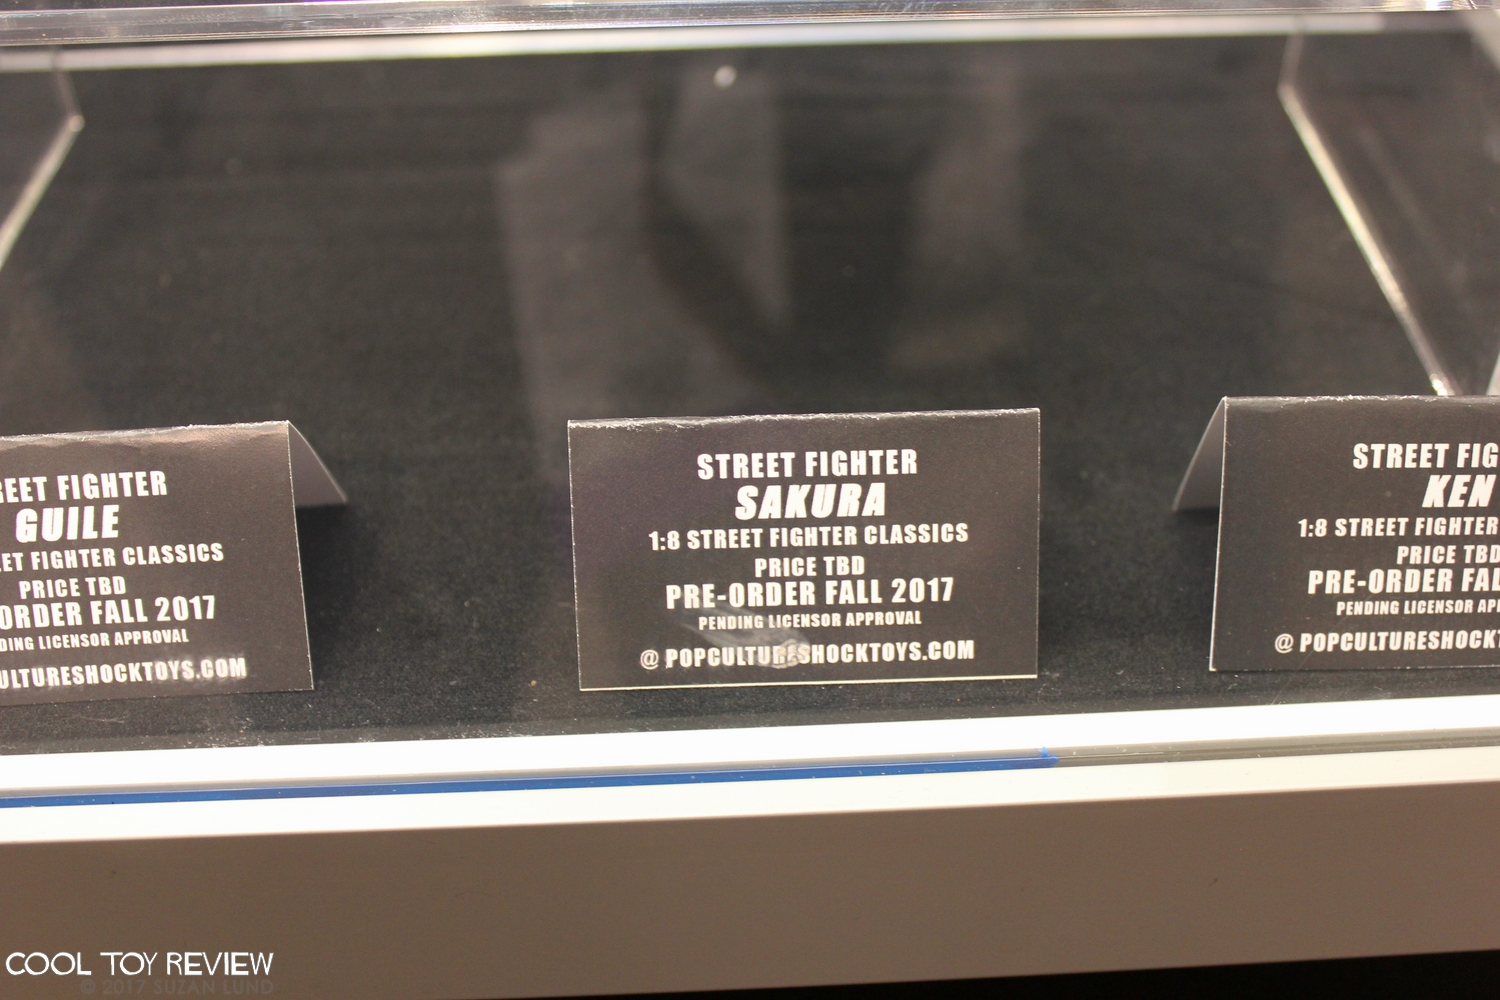 REET FIGHTER
GUILE
ET FIGHTER CLASSICS
PRICE TBD
ORDER FALL 2017
DING LICENSOR APPROVAL
ULTURESHOCKTOYS.COM
STREET FIGHTER
SAKURA
1:8 STREET FIGHTER CLASSICS
PRICE TBD
PRE-ORDER FALL 2017
PENDING LICENSOR APPROVAL
@ POPCULTURESHOCKTOYS.COM
STREET FIG
KEN
1:8 STREET FIGHTER
PRICE TBD
PRE-ORDER FAL
PENDING LICENSOR APP
@ POPCULTURESHOCKT
COOL TOY REVIEW
© 2017 SUZAN LUND